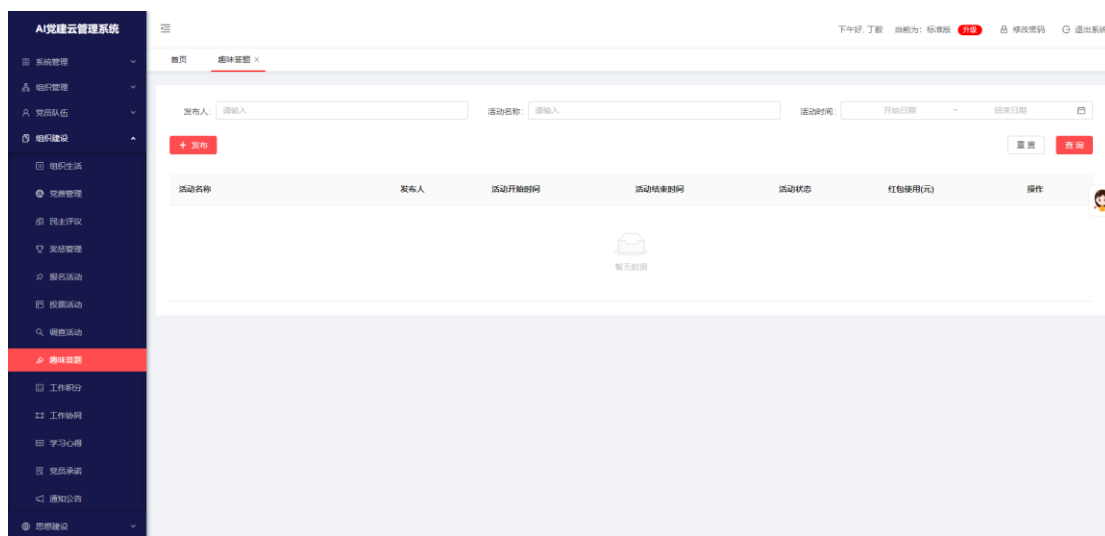 AI党建云管理系统
下午好, 丁毅 当前为: 标准版 升级 修改密码 退出系统
系统管理
首页 趣味答题 ×
组织管理
党员队伍
发布人: 请输入 活动名称: 请输入 活动时间: 开始日期 ~ 结束日期
组织建设
+ 发布 重置 查询
组织生活
党费管理
活动名称 发布人 活动开始时间 活动结束时间 活动状态 红包使用(元) 操作
民主评议
奖惩管理
暂无数据
报名活动
投票活动
调查活动
趣味答题
工作积分
工作协同
学习心得
党员承诺
通知公告
思想建设